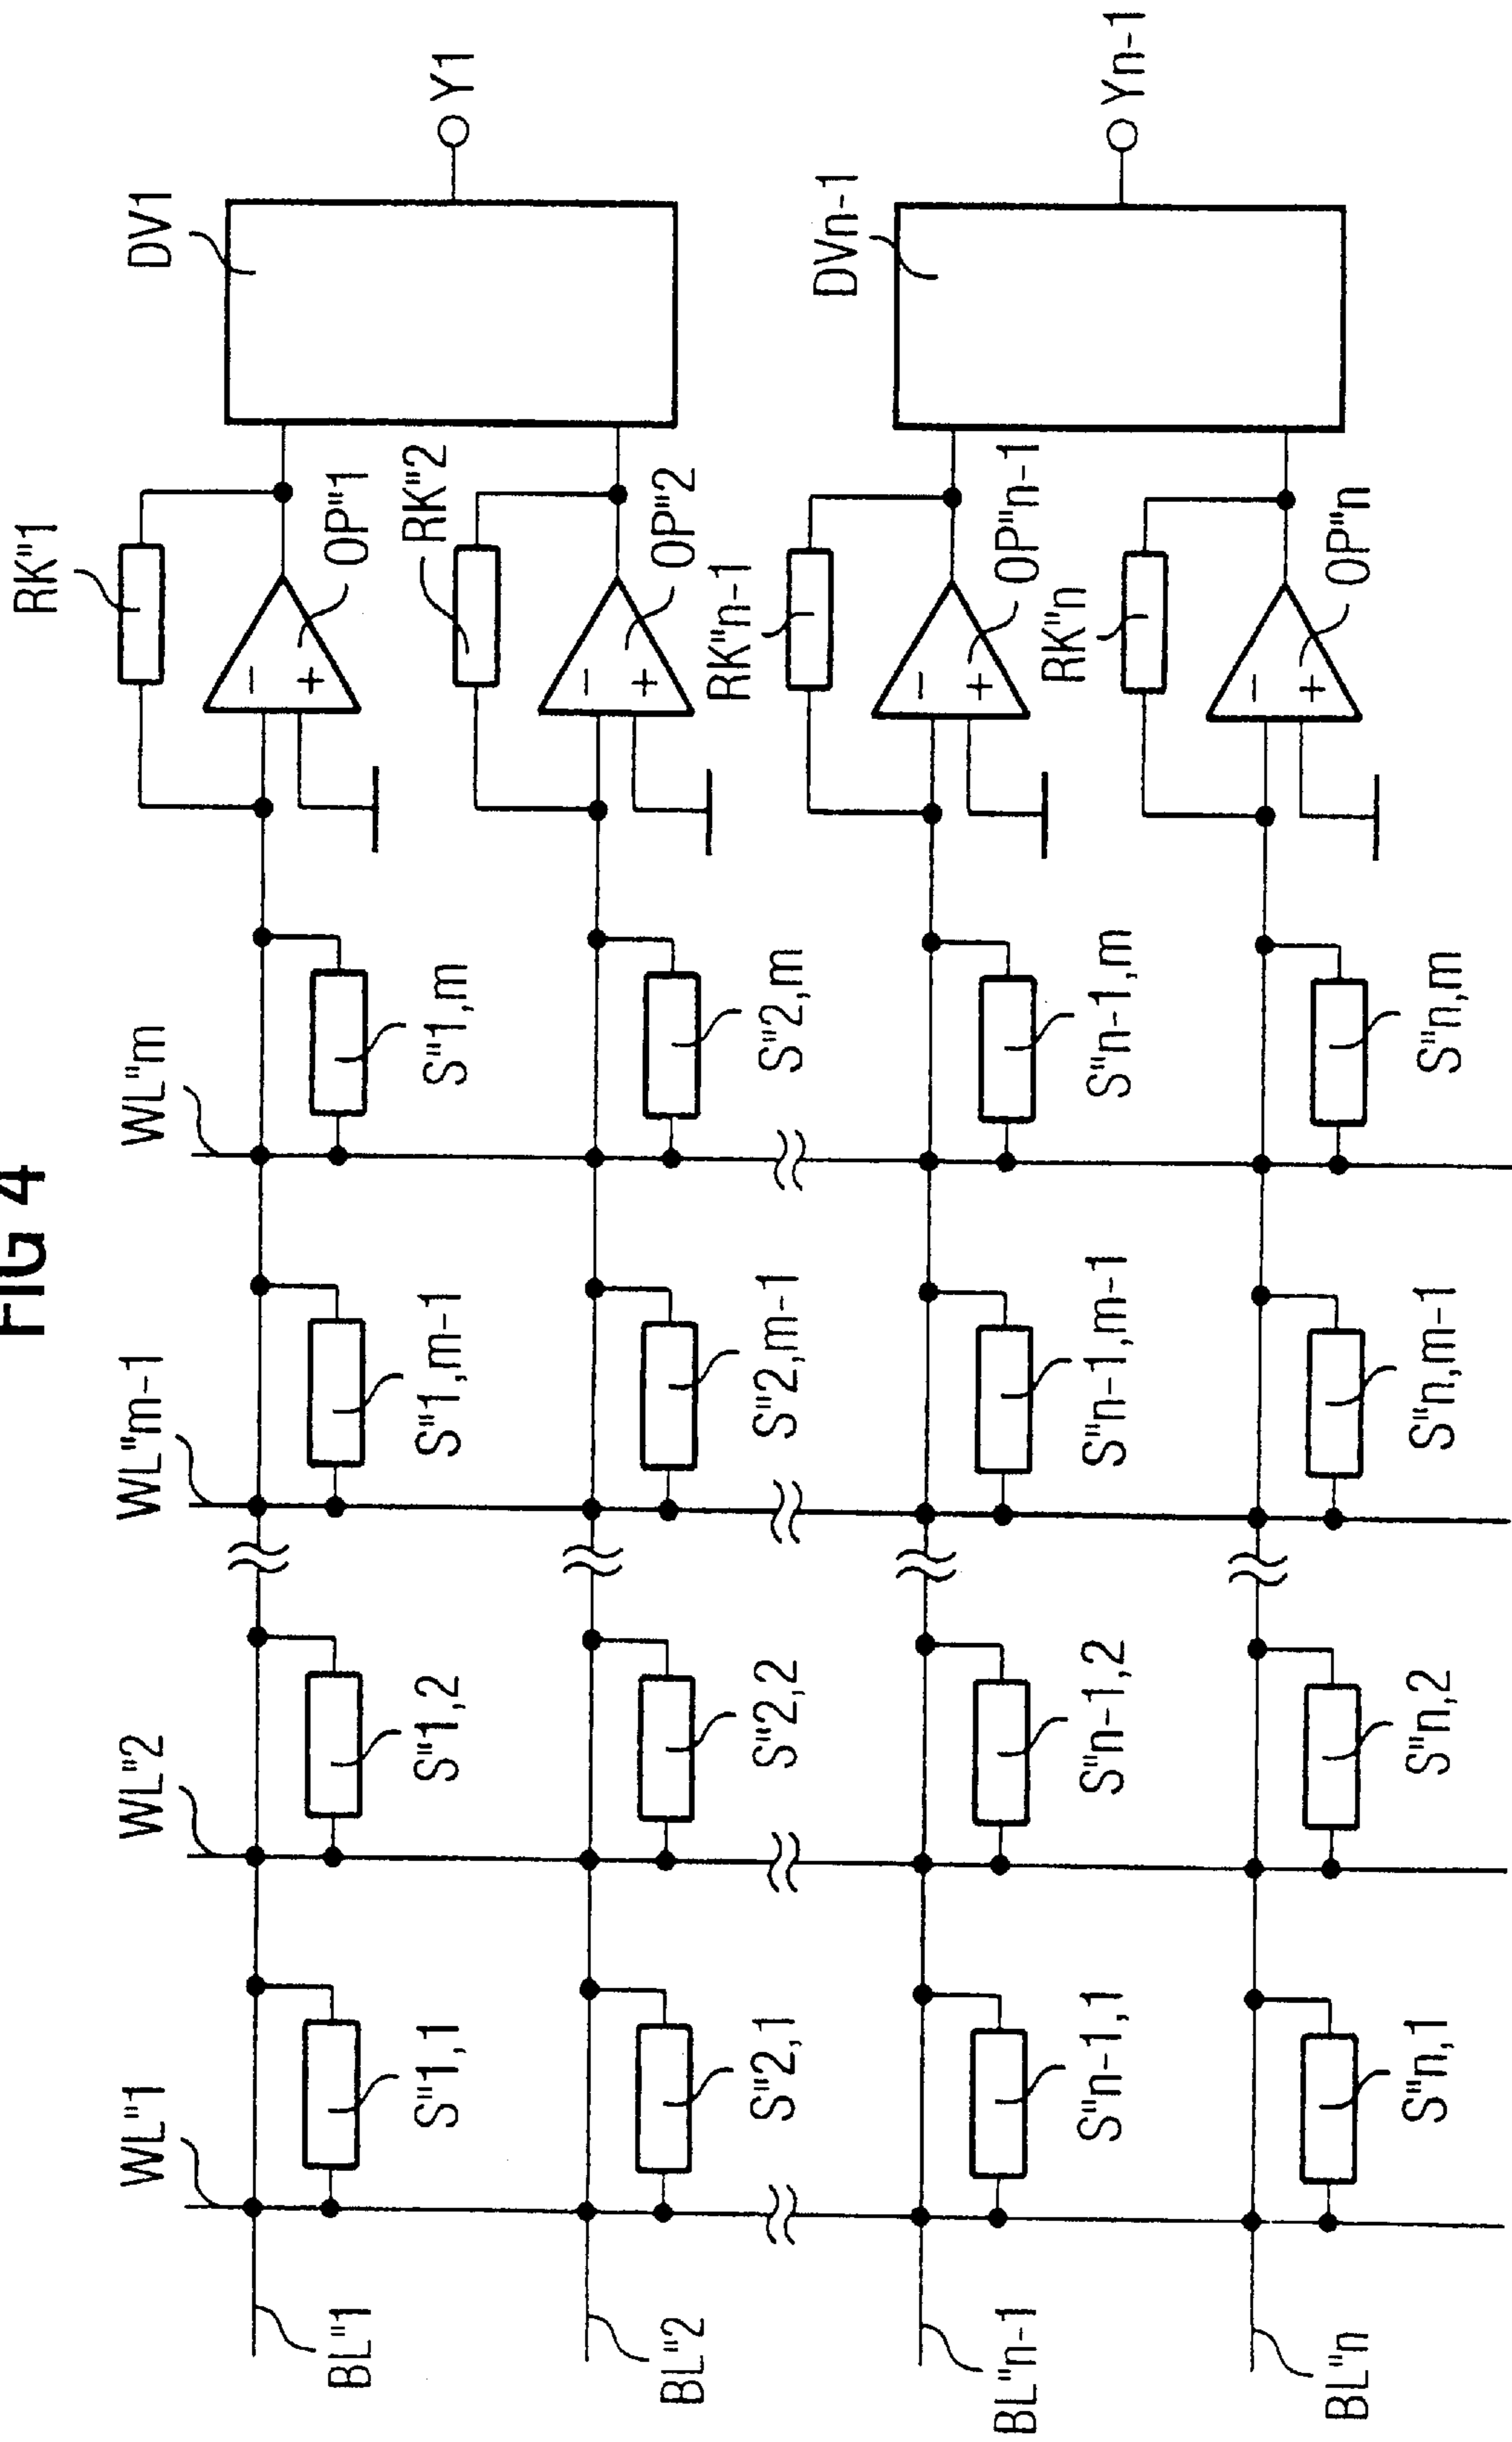 FIG 4
RK"1
OP"1
DV1
Y1
RK"2
OP"2
RK"n-1
OP"n-1
DVn-1
Yn-1
RK"n
OP"n
WL"1
WL"2
WL"m-1
WL"m
BL"1
S"1,1
S"1,2
S"1,m-1
S"1,m
BL"2
S"2,1
S"2,2
S"2,m-1
S"2,m
BL"n-1
S"n-1,1
S"n-1,2
S"n-1,m-1
S"n-1,m
BL"n
S"n,1
S"n,2
S"n,m-1
S"n,m
- +
- +
- +
- +